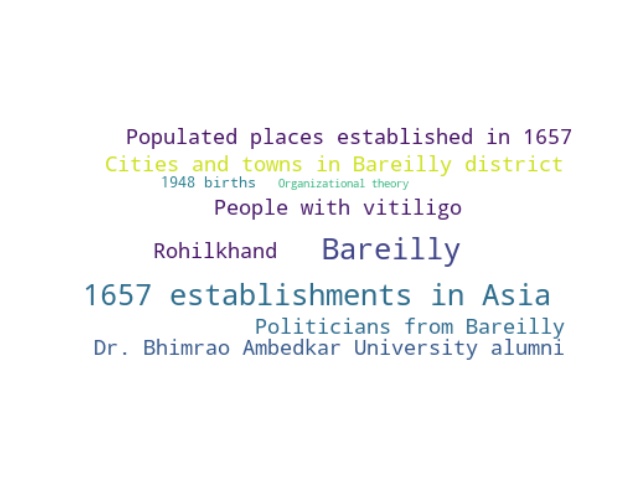 Populated places established in 1657
Cities and towns in Bareilly district
1948 births Organizational theory
People with vitiligo
Rohilkhand Bareilly
1657 establishments in Asia
Politicians from Bareilly
Dr. Bhimrao Ambedkar University alumni